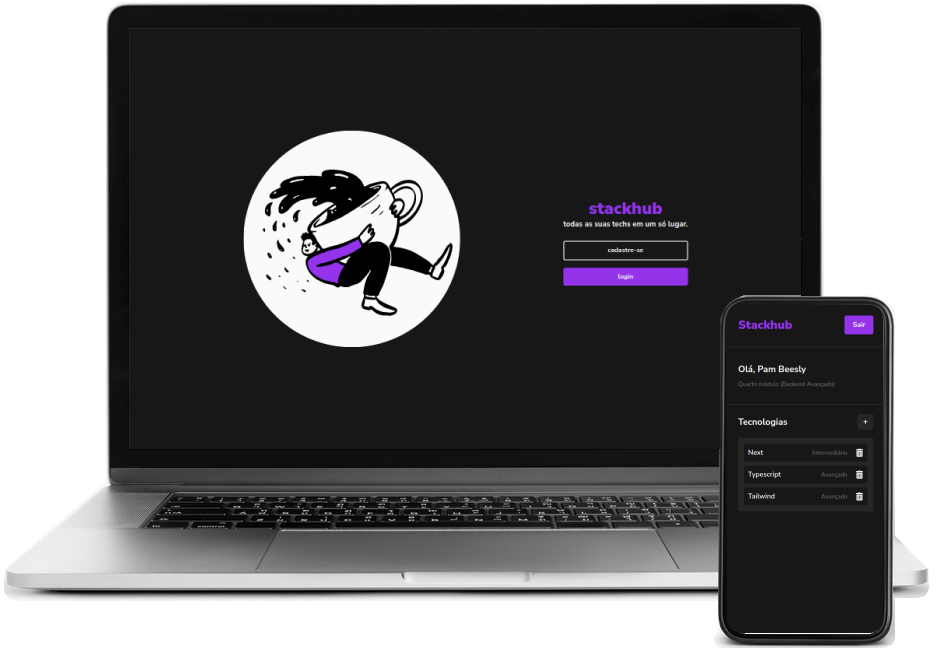 stackhub
todas as suas techs em um só lugar.
cadastre-se
login
Stackhub
Sair
Olá, Pam Beesly
Quarto módulo (Backend Avançado)
Tecnologias
+
Next
Intermediário
Typescript
Avançado
Tailwind
Avançado
control